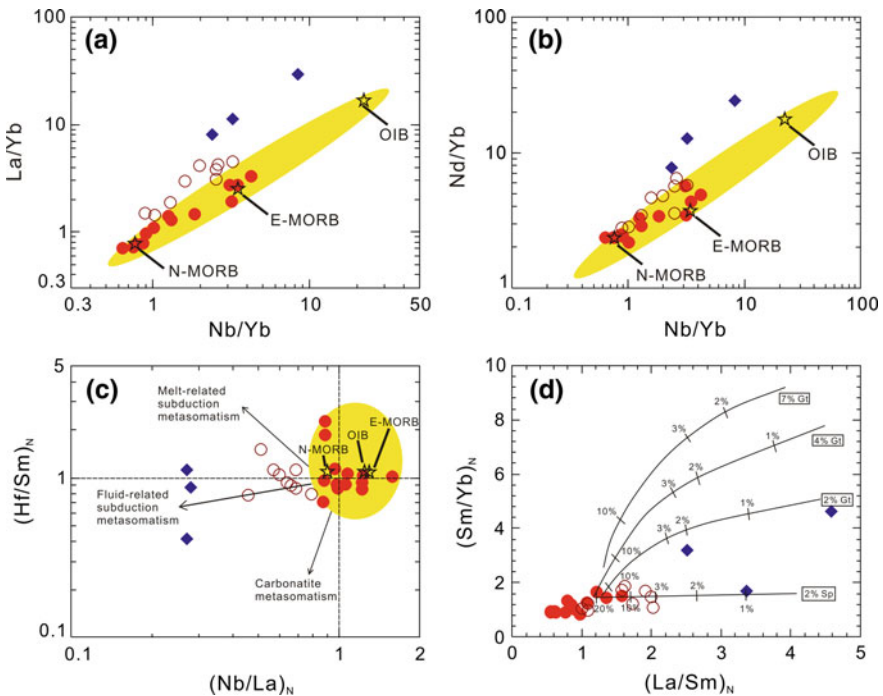 (a)
La/Yb
100
10
1
0.3
0.3
1
10
50
Nb/Yb
OIB
E-MORB
N-MORB
(b)
Nd/Yb
100
10
1
0.1
1
10
100
Nb/Yb
OIB
E-MORB
N-MORB
(c)
(Hf/Sm)N
5
1
0.1
0.1
1
2
(Nb/La)N
Melt-related
subduction
metasomatism
Fluid-related
subduction
metasomatism
Carbonatite
metasomatism
E-MORB
OIB
N-MORB
(d)
(Sm/Yb)N
10
8
6
4
2
0
0
1
2
3
4
5
(La/Sm)N
2%
3%
10%
7% Gt
1%
2%
3%
10%
4% Gt
1%
2%
3%
10%
2% Gt
20%
10%
3%
2%
1%
2% Sp